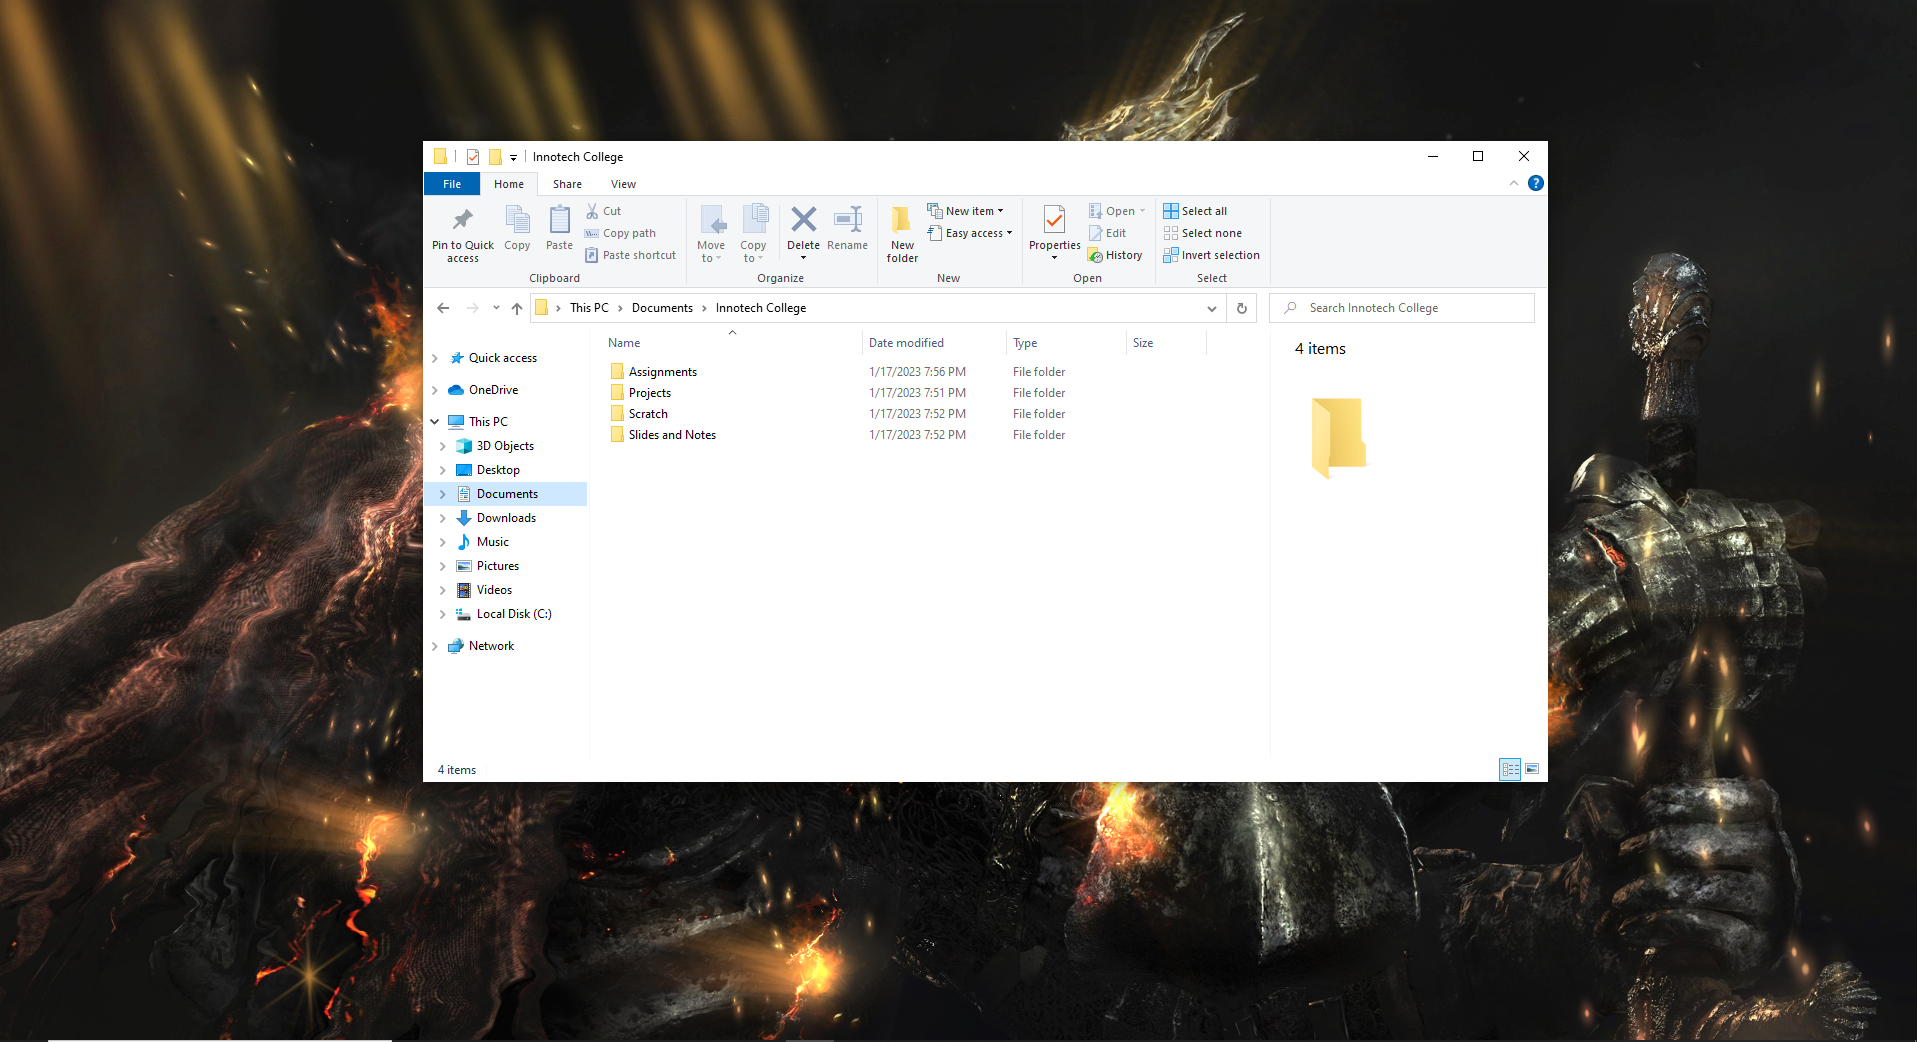 Innotech College
File Home Share View
Pin to Quick access
Copy
Paste
Cut
Copy path
Paste shortcut
Clipboard
Move to
Copy to
Delete
Rename
Organize
New folder
New item
Easy access
New
Properties
Open
Edit
History
Open
Select all
Select none
Invert selection
Select
This PC > Documents > Innotech College
Search Innotech College
Quick access
OneDrive
This PC
3D Objects
Desktop
Documents
Downloads
Music
Pictures
Videos
Local Disk (C:)
Network
Name Date modified Type Size
Assignments 1/17/2023 7:56 PM File folder
Projects 1/17/2023 7:51 PM File folder
Scratch 1/17/2023 7:52 PM File folder
Slides and Notes 1/17/2023 7:52 PM File folder
4 items
4 items